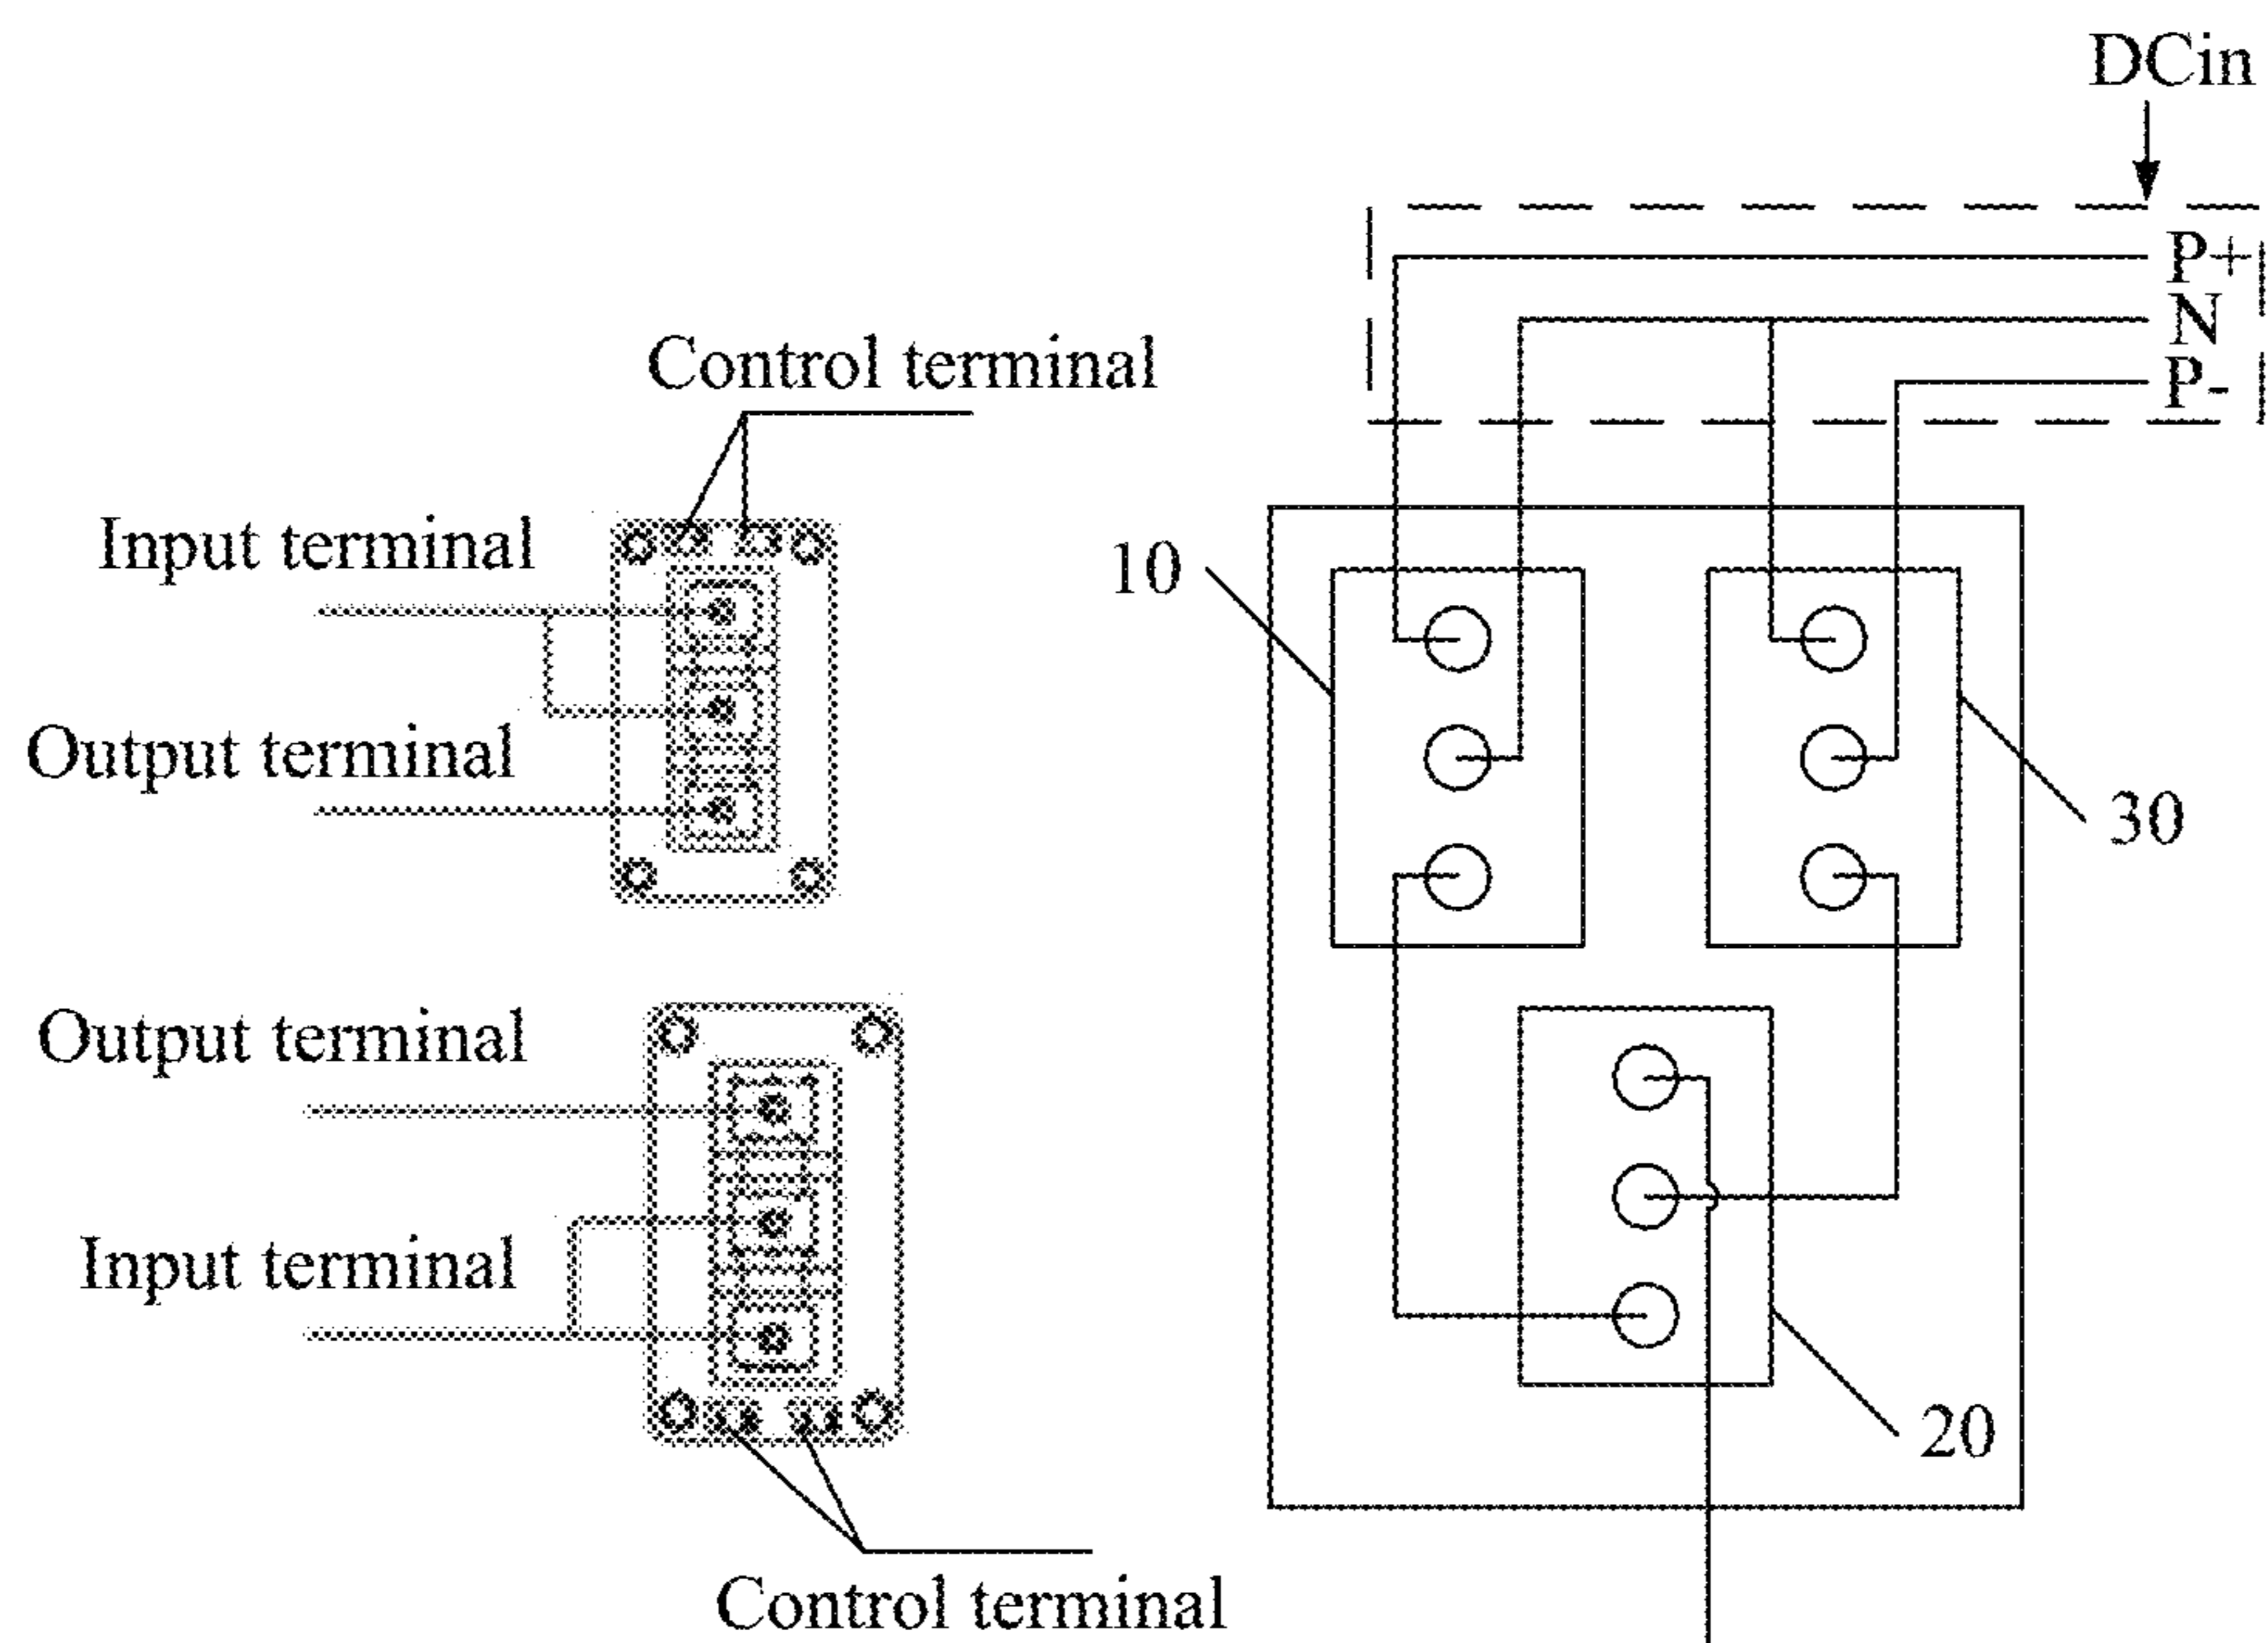 DCin
P+
N
P-
Control terminal
Input terminal
10
Output terminal
30
Output terminal
Input terminal
20
Control terminal